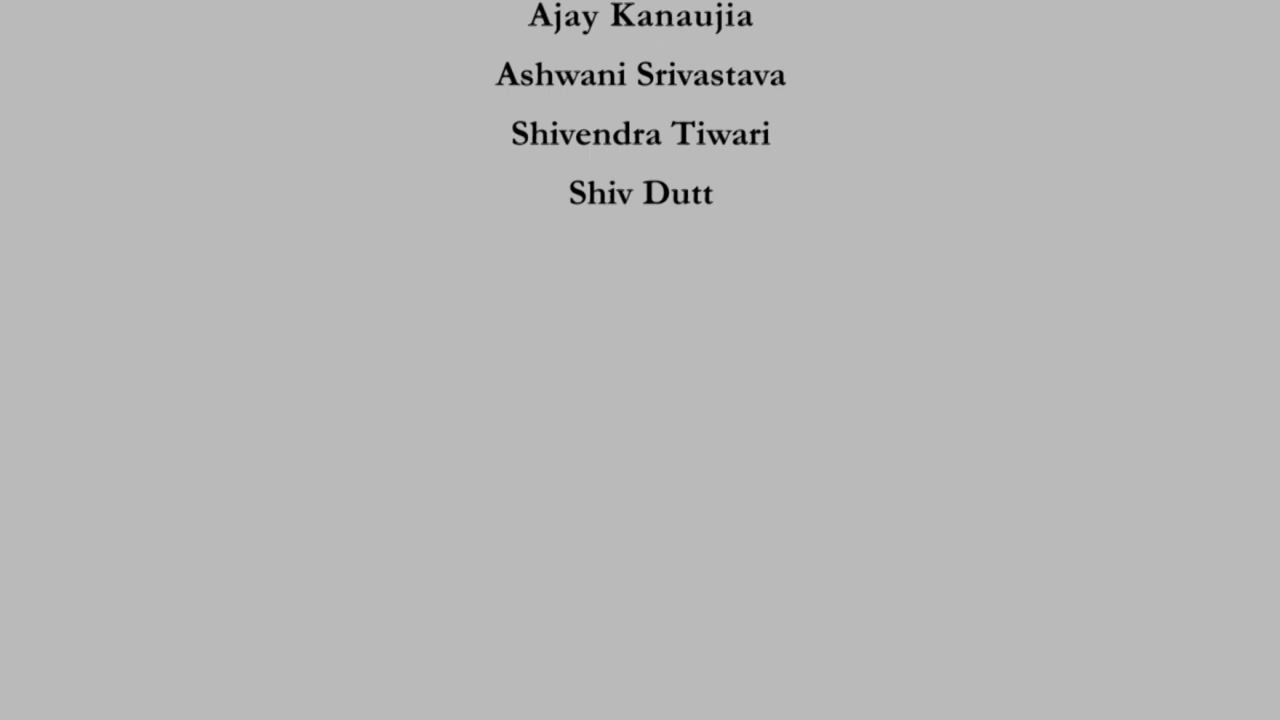 Ajay Kanaujia
Ashwani Srivastava
Shivendra Tiwari
Shiv Dutt